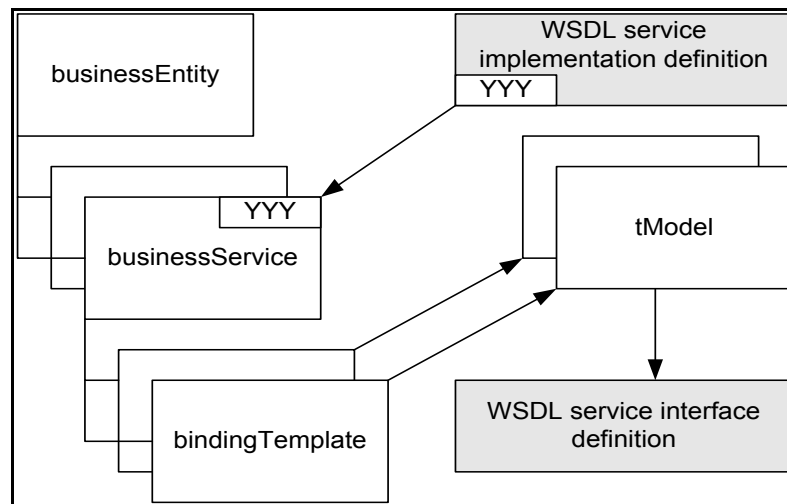 businessEntity
WSDL service
implementation definition
YYY
YYY
businessService
tModel
bindingTemplate
WSDL service interface
definition